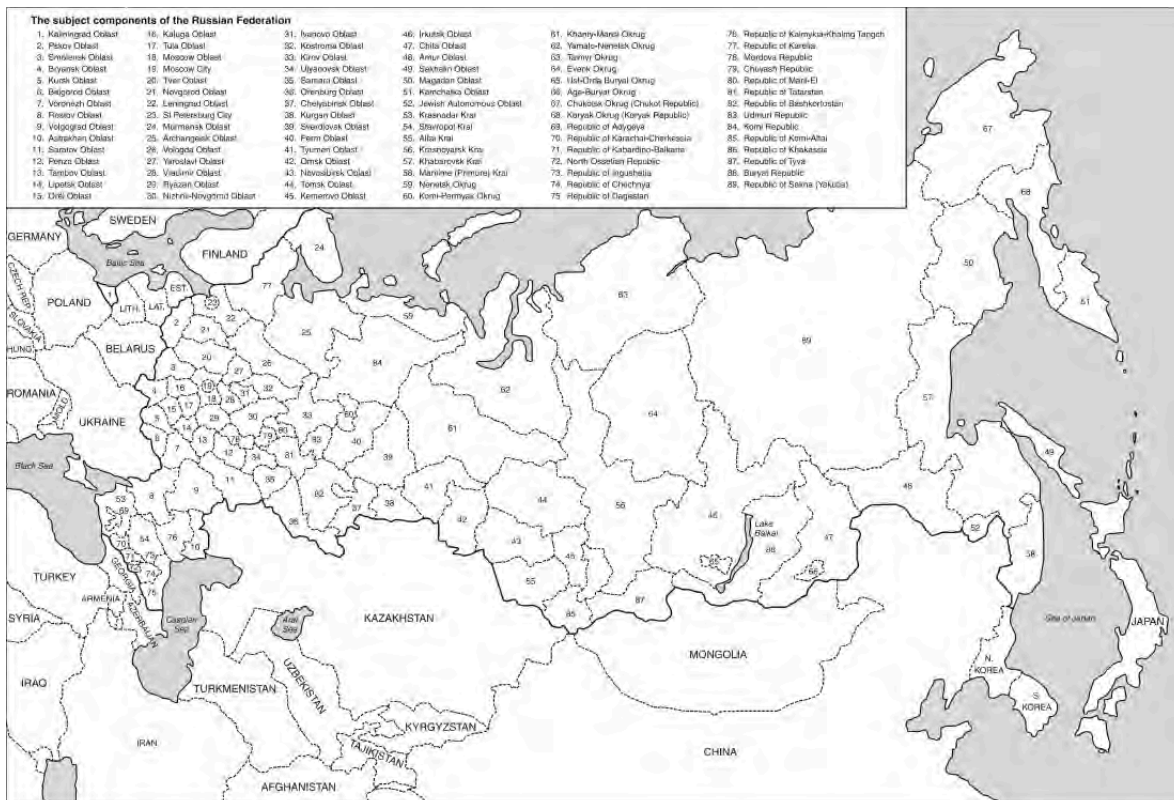 The subject components of the Russian Federation
1. Kaliningrad Oblast
2. Pskov Oblast
3. Smolensk Oblast
4. Bryansk Oblast
5. Kursk Oblast
6. Belgorod Oblast
7. Voronezh Oblast
8. Rostov Oblast
9. Volgograd Oblast
10. Astrakhan Oblast
11. Saratov Oblast
12. Penza Oblast
13. Tambov Oblast
14. Lipetsk Oblast
15. Orel Oblast
16. Kaluga Oblast
17. Tula Oblast
18. Moscow Oblast
19. Moscow City
20. Tver Oblast
21. Novgorod Oblast
22. Leningrad Oblast
23. St Petersburg City
24. Murmansk Oblast
25. Archangelsk Oblast
26. Vologda Oblast
27. Yaroslavl Oblast
28. Vladimir Oblast
29. Ryazan Oblast
30. Nizhnii-Novgorod Oblast
31. Ivanovo Oblast
32. Kostroma Oblast
33. Kirov Oblast
34. Ulyanovsk Oblast
35. Samara Oblast
36. Orenburg Oblast
37. Chelyabinsk Oblast
38. Kurgan Oblast
39. Sverdlovsk Oblast
40. Perm Oblast
41. Tyumen Oblast
42. Omsk Oblast
43. Novosibirsk Oblast
44. Tomsk Oblast
45. Kemerovo Oblast
46. Irkutsk Oblast
47. Chita Oblast
48. Amur Oblast
49. Sakhalin Oblast
50. Magadan Oblast
51. Kamchatka Oblast
52. Jewish Autonomous Oblast
53. Krasnodar Krai
54. Stavropol Krai
55. Altai Krai
56. Krasnoyarsk Krai
57. Khabarovsk Krai
58. Maritime (Primore) Krai
59. Nenetsk Okrug
60. Komi-Permyak Okrug
61. Khanty-Mansi Okrug
62. Yamalo-Nenetsk Okrug
63. Taimyr Okrug
64. Evenk Okrug
65. Ust-Orda Buryat Okrug
66. Aga-Buryat Okrug
67. Chukotsk Okrug (Chukot Republic)
68. Koryak Okrug (Koryak Republic)
69. Republic of Adygeya
70. Republic of Karachai-Cherkessia
71. Republic of Kabardino-Balkaria
72. North Ossetian Republic
73. Republic of Ingushetia
74. Republic of Chechnya
75. Republic of Dagestan
76. Republic of Kalmykia-Khalmg Tangch
77. Republic of Karelia
78. Mordova Republic
79. Chuvash Republic
80. Republic of Marii-El
81. Republic of Tatarstan
82. Republic of Bashkortostan
83. Udmurt Republic
84. Komi Republic
85. Republic of Gorno-Altai
86. Republic of Khakassia
87. Republic of Tyva
88. Buryat Republic
89. Republic of Sakha (Yakutia)
SWEDEN
GERMANY
FINLAND
Baltic Sea
CZECH REP.
POLAND
EST.
LITH.
LAT.
SLOVAKIA
HUNG.
BELARUS
ROMANIA
MOLD.
UKRAINE
Black Sea
TURKEY
GEORGIA
ARMENIA
AZERBAIJAN
Caspian Sea
Aral Sea
SYRIA
IRAQ
IRAN
KAZAKHSTAN
UZBEKISTAN
TURKMENISTAN
KYRGYZSTAN
TAJIKISTAN
AFGHANISTAN
Lake Baikal
MONGOLIA
CHINA
N. KOREA
S. KOREA
Sea of Japan
JAPAN